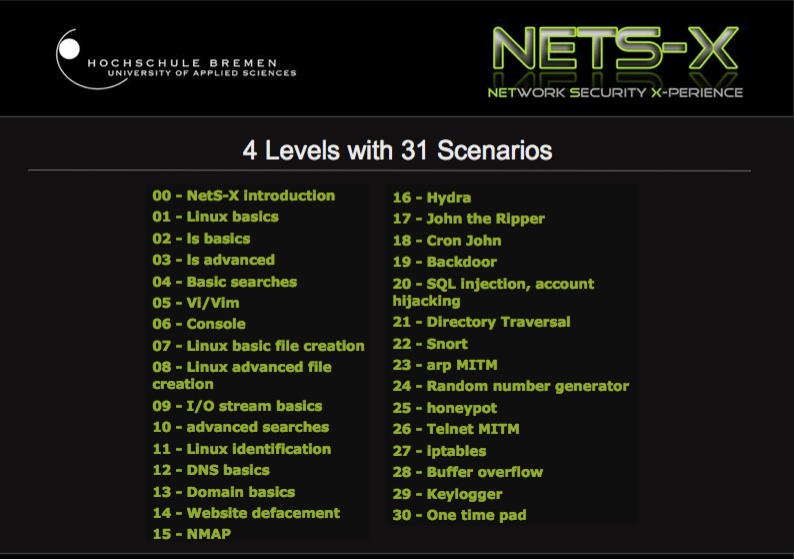 HOCHSCHULE BREMEN
UNIVERSITY OF APPLIED SCIENCES
NETS-X
NETWORK SECURITY X-PERIENCE
4 Levels with 31 Scenarios
00 - NetS-X introduction
01 - Linux basics
02 - ls basics
03 - ls advanced
04 - Basic searches
05 - Vi/Vim
06 - Console
07 - Linux basic file creation
08 - Linux advanced file
creation
09 - I/O stream basics
10 - advanced searches
11 - Linux identification
12 - DNS basics
13 - Domain basics
14 - Website defacement
15 - NMAP
16 - Hydra
17 - John the Ripper
18 - Cron John
19 - Backdoor
20 - SQL injection, account
hijacking
21 - Directory Traversal
22 - Snort
23 - arp MITM
24 - Random number generator
25 - honeypot
26 - Telnet MITM
27 - iptables
28 - Buffer overflow
29 - Keylogger
30 - One time pad